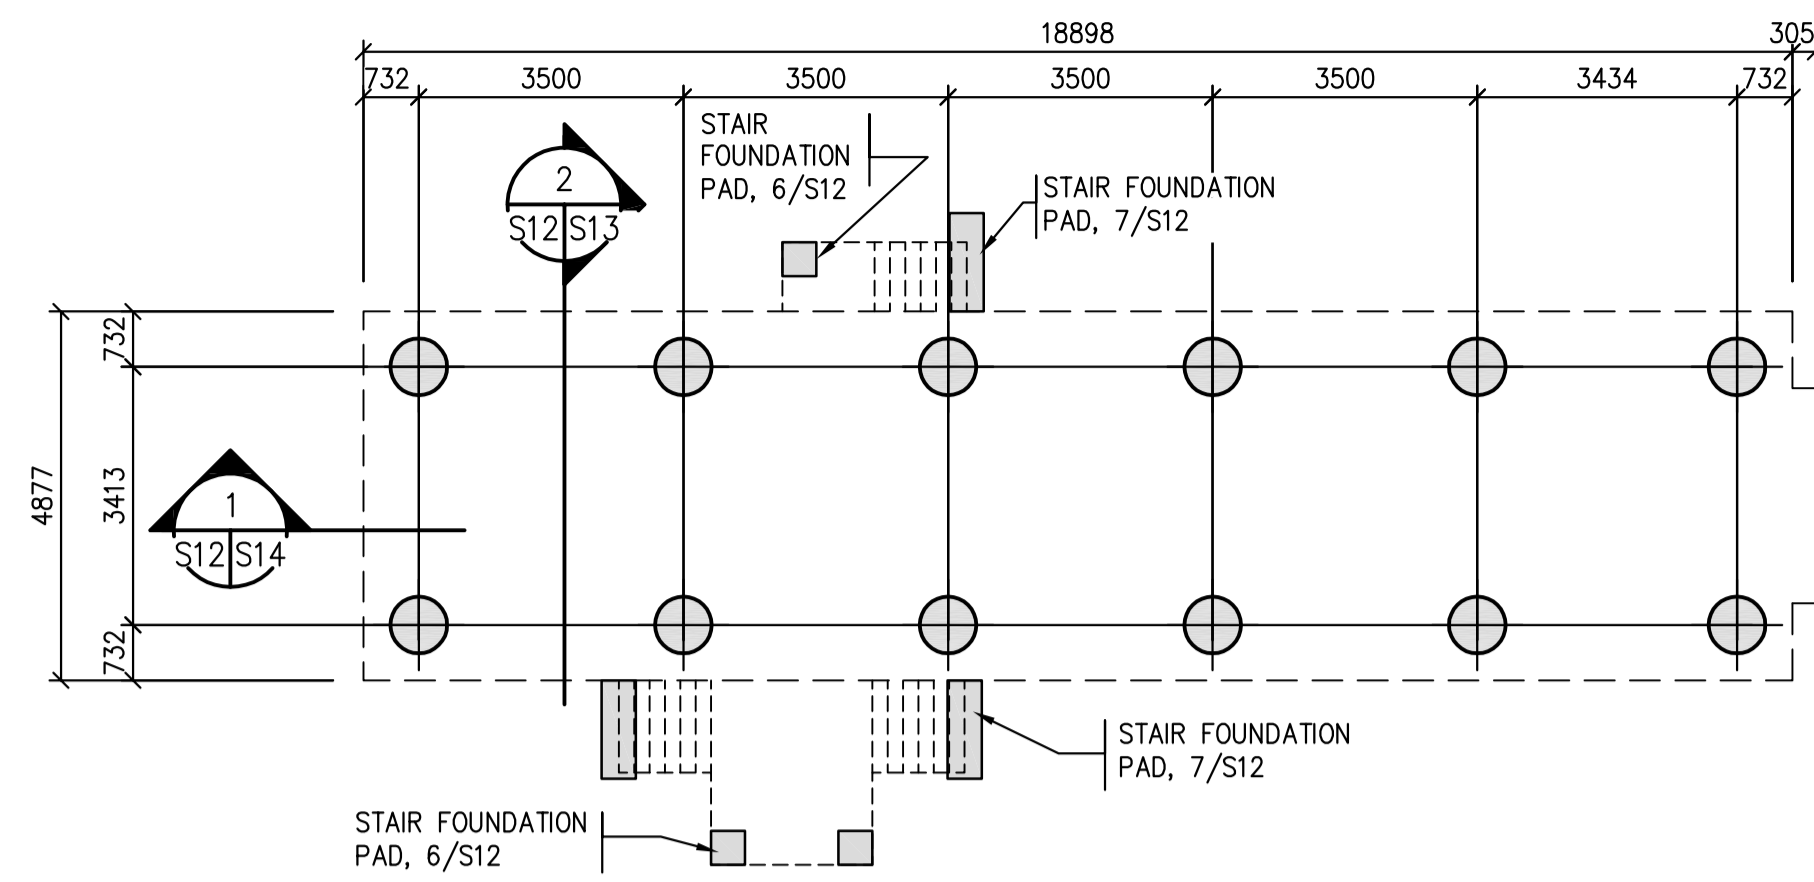 18898
305
732
3500
3500
3500
3500
3434
732
STAIR
FOUNDATION
PAD, 6/S12
STAIR FOUNDATION
PAD, 7/S12
2
S12 S13
732
3413
4877
732
1
S12 S14
STAIR FOUNDATION
PAD, 7/S12
STAIR FOUNDATION
PAD, 6/S12